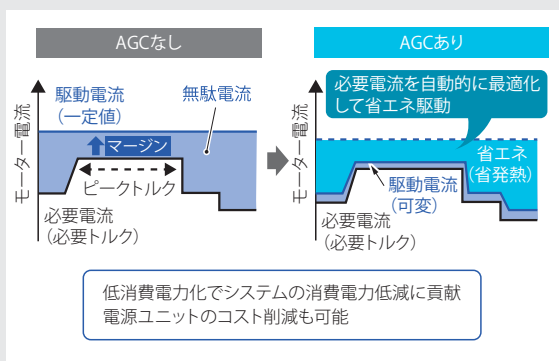 AGCなし
モーター電流
駆動電流
(一定値)
無駄電流
マージン
ピークトルク
必要電流
(必要トルク)
AGCあり
モーター電流
必要電流を自動的に最適化
して省エネ駆動
省エネ
(省発熱)
駆動電流
(可変)
必要電流
(必要トルク)
低消費電力化でシステムの消費電力低減に貢献
電源ユニットのコスト削減も可能